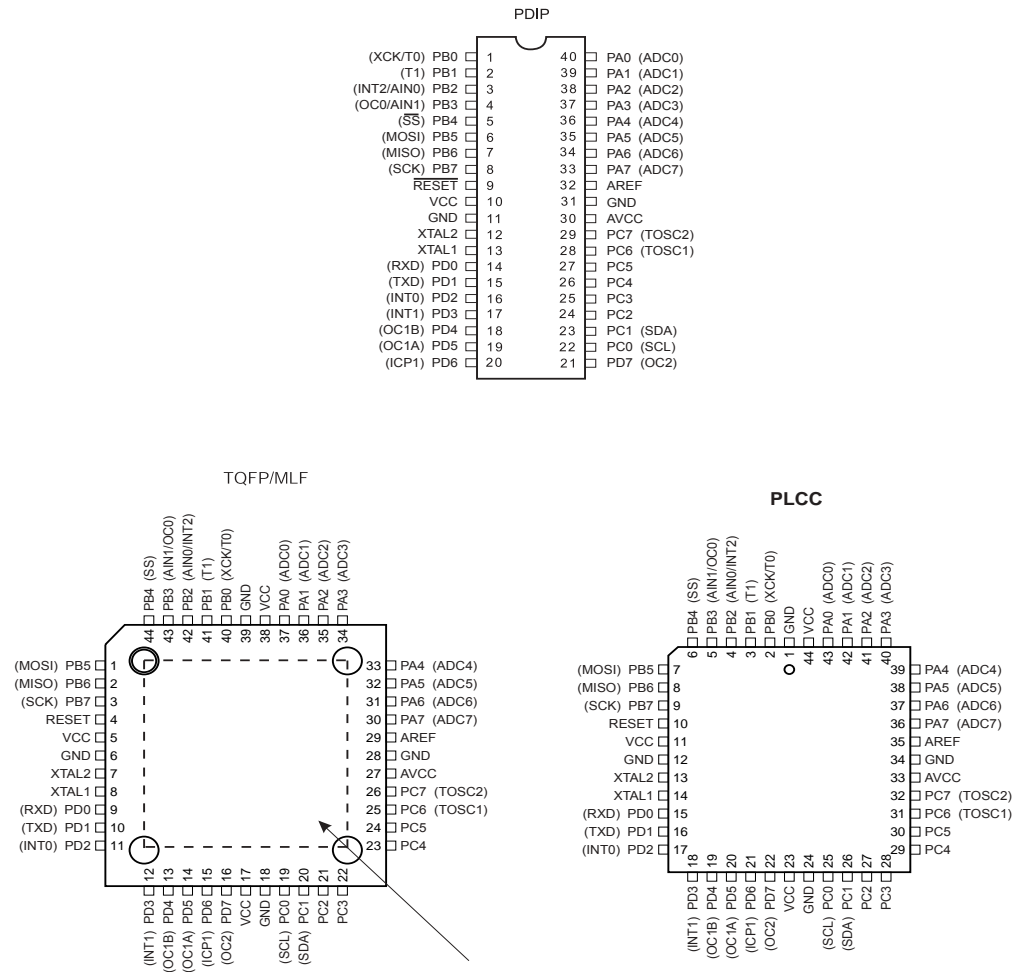 PDIP
(XCK/T0) PB0 1 40 PA0 (ADC0)
(T1) PB1 2 39 PA1 (ADC1)
(INT2/AIN0) PB2 3 38 PA2 (ADC2)
(OC0/AIN1) PB3 4 37 PA3 (ADC3)
(SS) PB4 5 36 PA4 (ADC4)
(MOSI) PB5 6 35 PA5 (ADC5)
(MISO) PB6 7 34 PA6 (ADC6)
(SCK) PB7 8 33 PA7 (ADC7)
RESET 9 32 AREF
VCC 10 31 GND
GND 11 30 AVCC
XTAL2 12 29 PC7 (TOSC2)
XTAL1 13 28 PC6 (TOSC1)
(RXD) PD0 14 27 PC5
(TXD) PD1 15 26 PC4
(INT0) PD2 16 25 PC3
(INT1) PD3 17 24 PC2
(OC1B) PD4 18 23 PC1 (SDA)
(OC1A) PD5 19 22 PC0 (SCL)
(ICP1) PD6 20 21 PD7 (OC2)
TQFP/MLF
PB4 (SS)
PB3 (AIN1/OC0)
PB2 (AIN0/INT2)
PB1 (T1)
PB0 (XCK/T0)
GND
VCC
PA0 (ADC0)
PA1 (ADC1)
PA2 (ADC2)
PA3 (ADC3)
44 43 42 41 40 39 38 37 36 35 34
(MOSI) PB5 1 33 PA4 (ADC4)
(MISO) PB6 2 32 PA5 (ADC5)
(SCK) PB7 3 31 PA6 (ADC6)
RESET 4 30 PA7 (ADC7)
VCC 5 29 AREF
GND 6 28 GND
XTAL2 7 27 AVCC
XTAL1 8 26 PC7 (TOSC2)
(RXD) PD0 9 25 PC6 (TOSC1)
(TXD) PD1 10 24 PC5
(INT0) PD2 11 23 PC4
12 13 14 15 16 17 18 19 20 21 22
(INT1) PD3
(OC1B) PD4
(OC1A) PD5
(ICP1) PD6
(OC2) PD7
VCC
GND
(SCL) PC0
(SDA) PC1
PC2
PC3
PLCC
PB4 (SS)
PB3 (AIN1/OC0)
PB2 (AIN0/INT2)
PB1 (T1)
PB0 (XCK/T0)
GND
VCC
PA0 (ADC0)
PA1 (ADC1)
PA2 (ADC2)
PA3 (ADC3)
6 5 4 3 2 1 44 43 42 41 40
(MOSI) PB5 7 39 PA4 (ADC4)
(MISO) PB6 8 38 PA5 (ADC5)
(SCK) PB7 9 37 PA6 (ADC6)
RESET 10 36 PA7 (ADC7)
VCC 11 35 AREF
GND 12 34 GND
XTAL2 13 33 AVCC
XTAL1 14 32 PC7 (TOSC2)
(RXD) PD0 15 31 PC6 (TOSC1)
(TXD) PD1 16 30 PC5
(INT0) PD2 17 29 PC4
18 19 20 21 22 23 24 25 26 27 28
(INT1) PD3
(OC1B) PD4
(OC1A) PD5
(ICP1) PD6
(OC2) PD7
VCC
GND
(SCL) PC0
(SDA) PC1
PC2
PC3